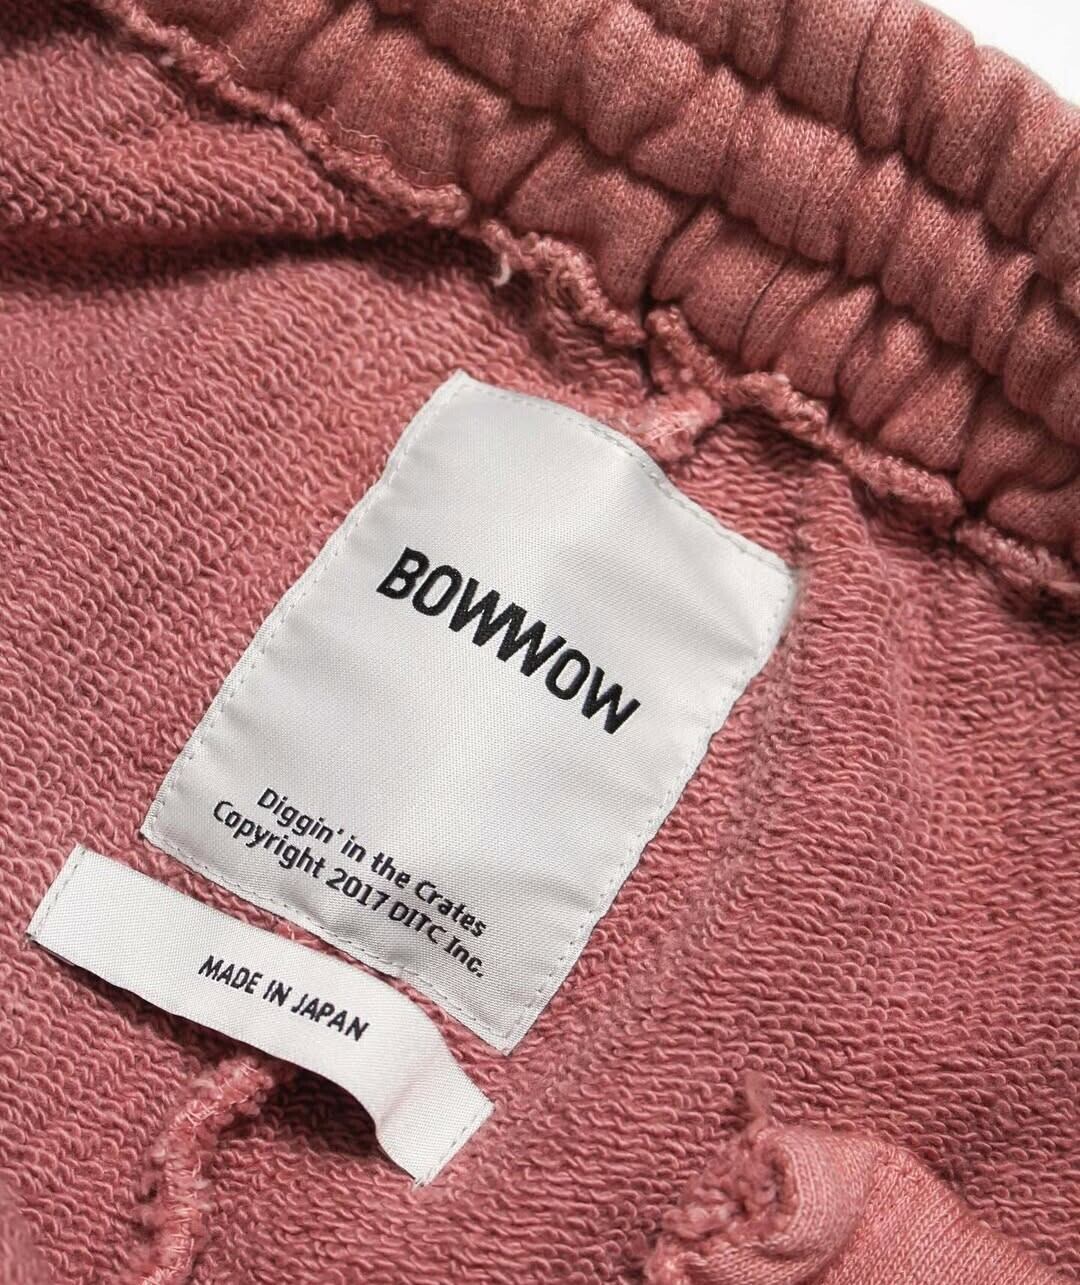 BOWWOW
Diggin' in the Crates
Copyright 2017 DITC Inc.
MADE IN JAPAN